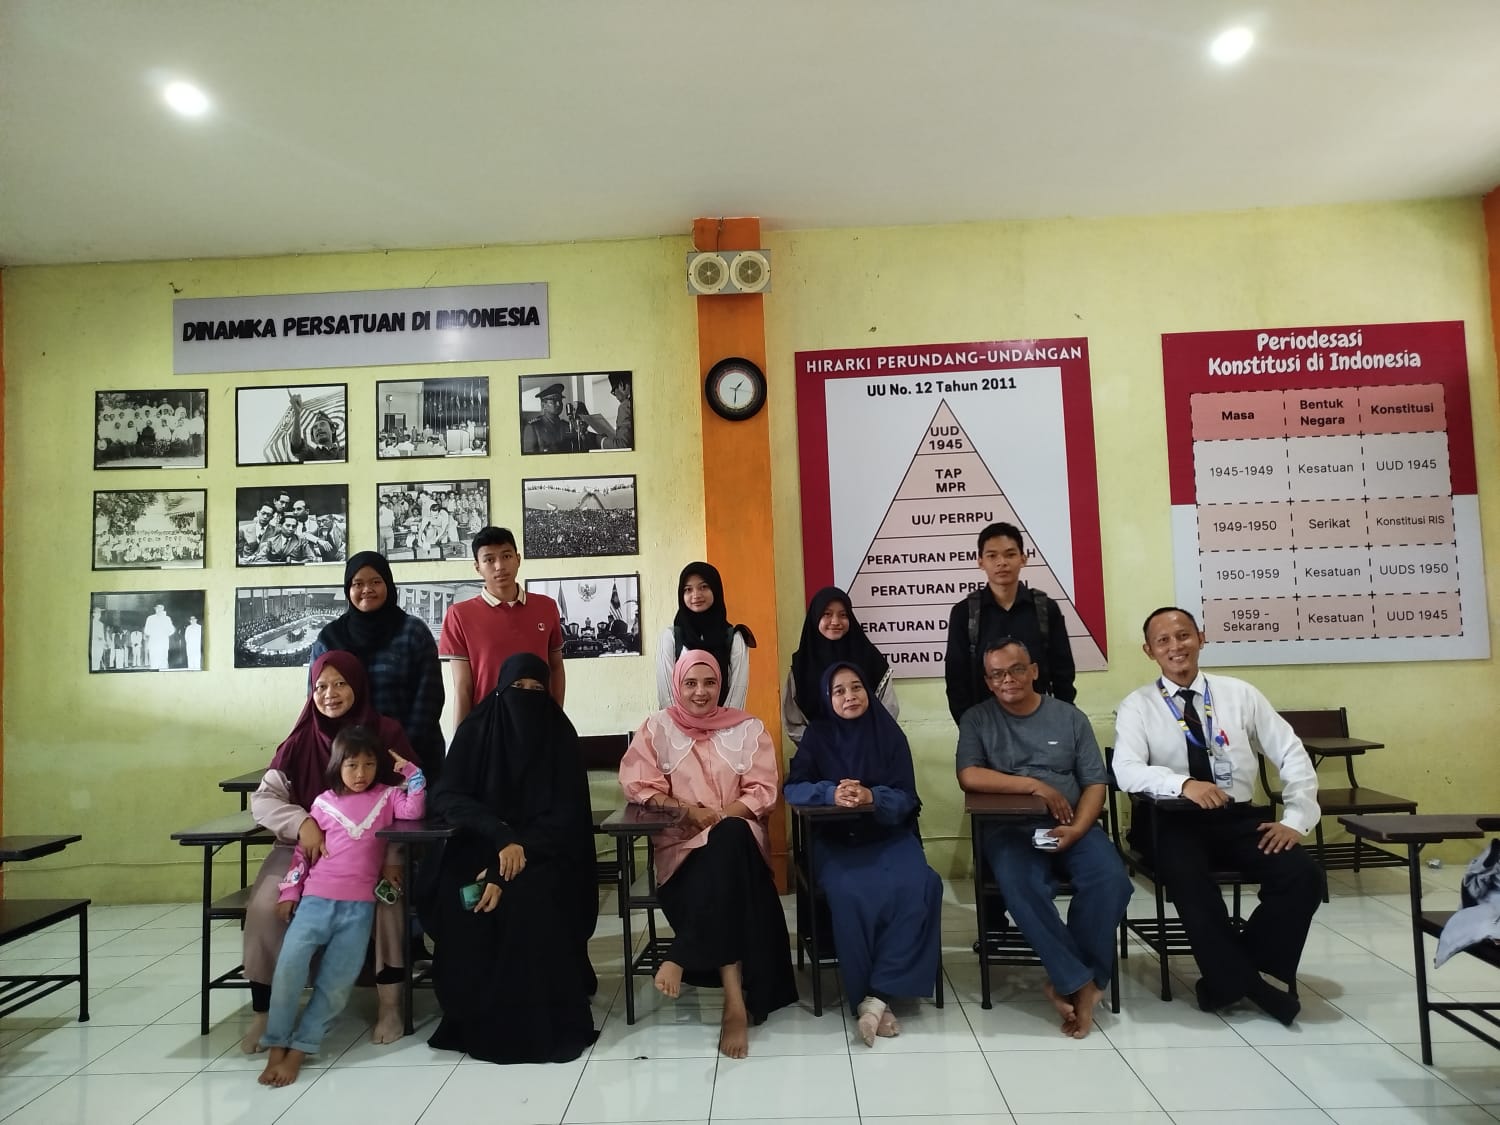 DINAMIKA PERSATUAN DI INDONESIA
HIRARKI PERUNDANG-UNDANGAN
UU No. 12 Tahun 2011
UUD
1945
TAP
MPR
UU/ PERRPU
PERATURAN
PERATURAN
Periodesasi
Konstitusi di Indonesia
Masa Bentuk Negara Konstitusi
1945-1949 Kesatuan UUD 1945
1949-1950 Serikat Konstitusi RIS
1950-1959 Kesatuan UUDS 1950
1959 - Sekarang Kesatuan UUD 1945